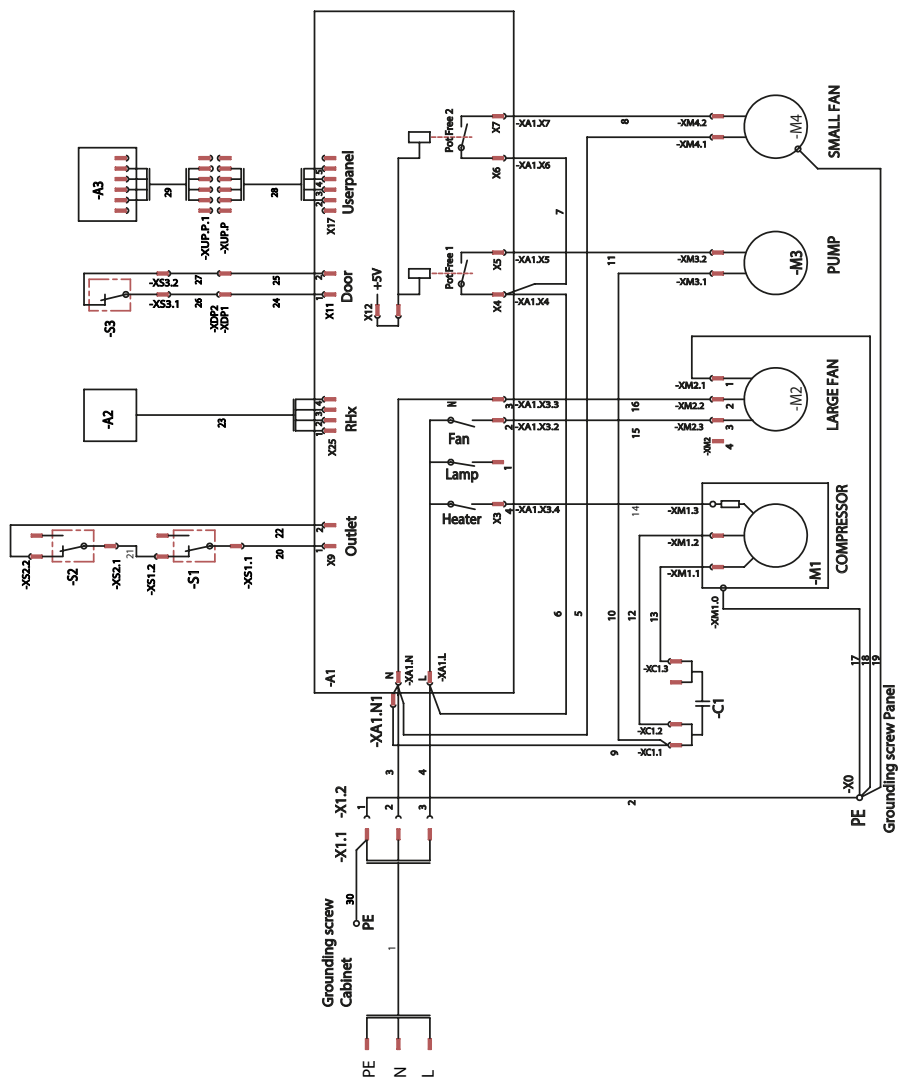 -A3
29
-XUP.P.1
-XUP.P
28
2 3 4 5
X17
Userpanel
-S3
-XS3.2
-XS3.1
27
26
-XDP2
-XDP1
25
24
2
1
X11
Door
-A2
23
1 2 3 4
X25
RHx
-XS2.2
-S2
-XS2.1
21
-XS1.2
-S1
-XS1.1
22
20
2
1
X9
Outlet
-A1
X12
+5V
Pot Free 2
X7
X6
-XA1.X7
-XA1.X6
Pot Free 1
X5
X4
-XA1.X5
-XA1.X4
N
Fan
Lamp
Heater
3
2
1
4
X3
-XA1.X3.3
-XA1.X3.2
-XA1.X3.4
N
-XA1.N
L
-XA1.L
-XA1.N1
8
7
11
16
15
14
6
5
10
12
13
9
-XM4.2
-XM4.1
-M4
SMALL FAN
-XM3.2
-XM3.1
-M3
PUMP
-XM2.1
-XM2.2
-XM2.3
-XM2
1
2
3
4
-M2
LARGE FAN
-XM1.3
-XM1.2
-XM1.1
-XM1.0
-M1
COMPRESSOR
-XC1.3
-C1
-XC1.2
-XC1.1
17
18
19
-X0
PE
Grounding screw Panel
2
3
4
-X1.2
1
2
3
-X1.1
30
PE
Grounding screw
Cabinet
1
PE
N
L